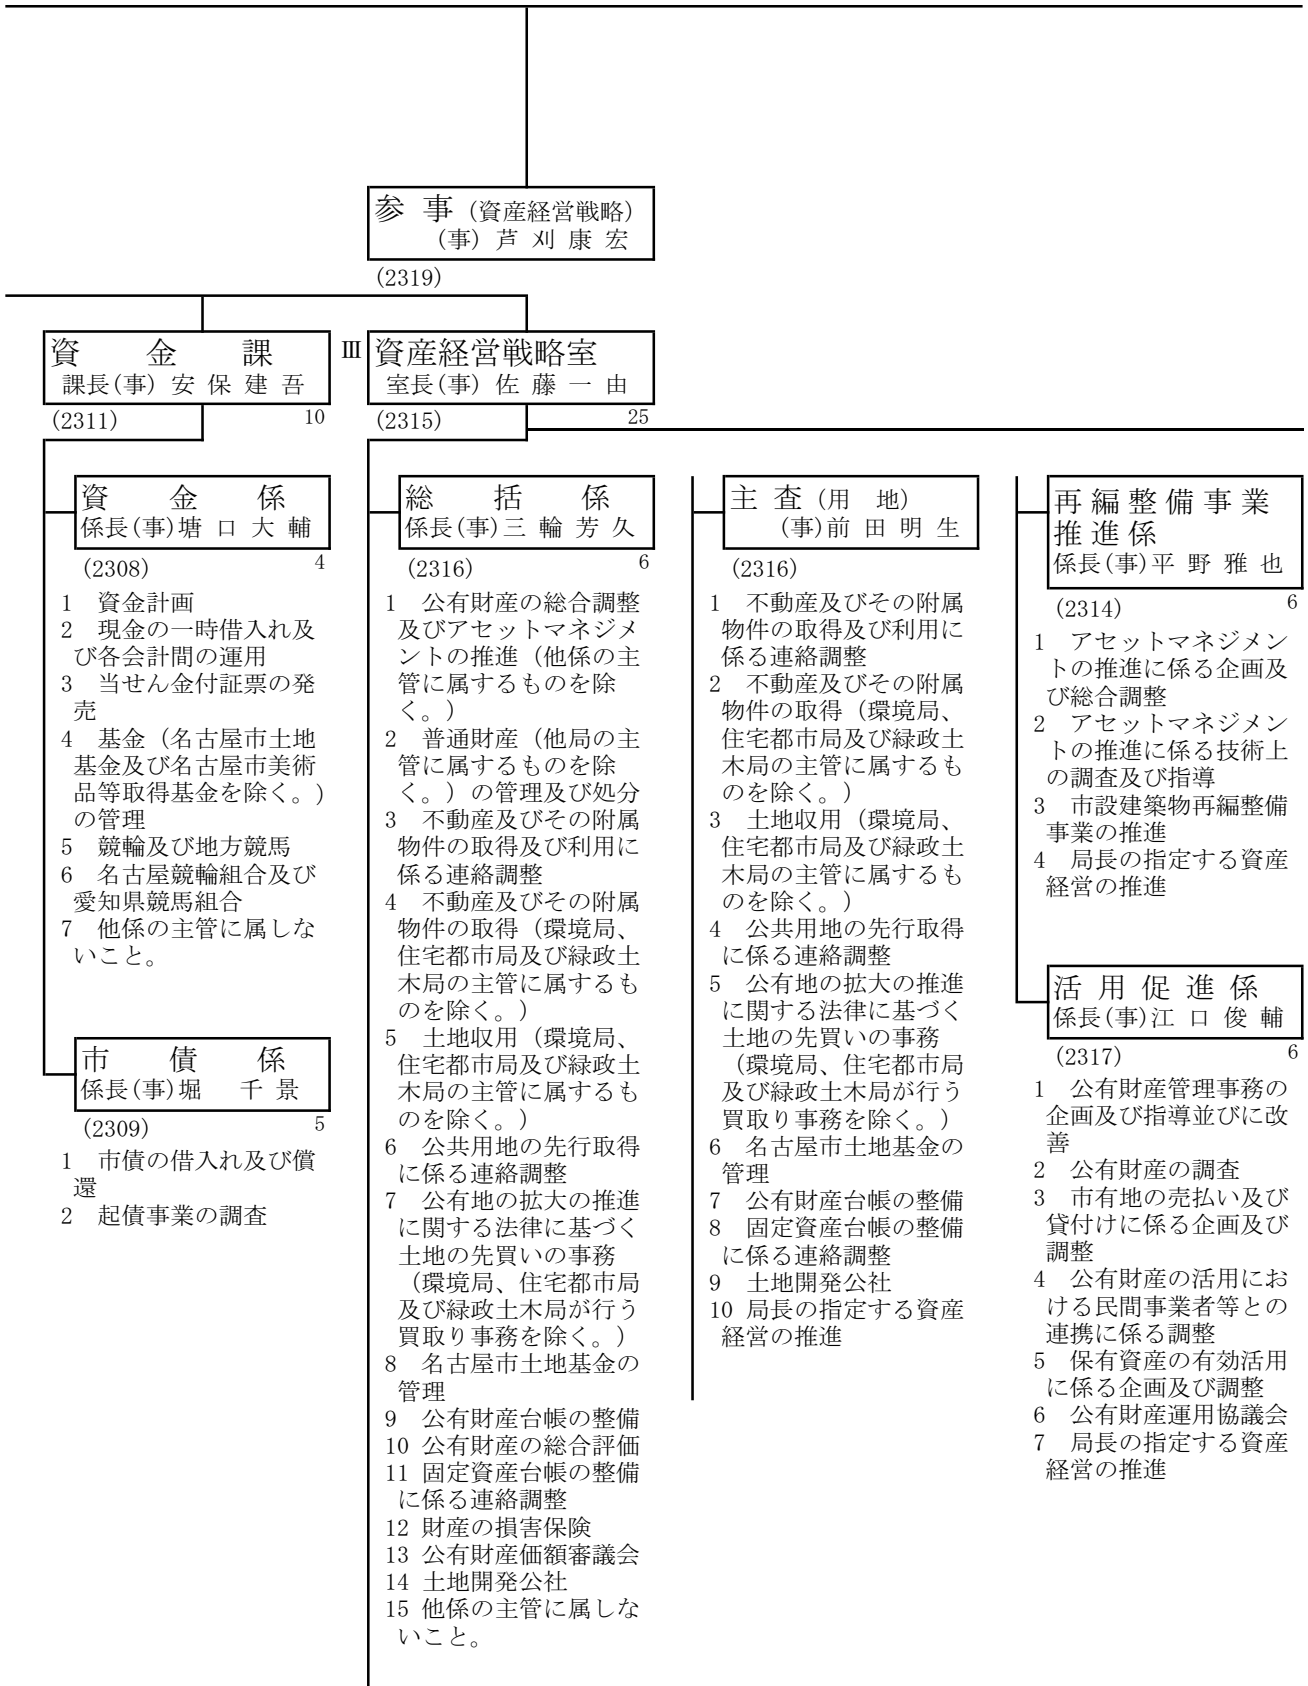 参　事（資産経営戦略）
（事）芦 刈 康 宏
(2319)
資　金　課
課長(事) 安 保 建 吾
(2311)
10
Ⅲ
資産経営戦略室
室長(事) 佐 藤 一 由
(2315)
25
資　金　係
係長(事)塘 口 大 輔
(2308)
4
1　資金計画
2　現金の一時借入れ及
び各会計間の運用
3　当せん金付証票の発
売
4　基金（名古屋市土地
基金及び名古屋市美術
品等取得基金を除く。）
の管理
5　競輪及び地方競馬
6　名古屋競輪組合及び
愛知県競馬組合
7　他係の主管に属しな
いこと。
市　債　係
係長(事)堀　千 景
(2309)
5
1　市債の借入れ及び償
還
2　起債事業の調査
総　括　係
係長(事)三 輪 芳 久
(2316)
6
1　公有財産の総合調整
及びアセットマネジメ
ントの推進（他係の主
管に属するものを除
く。）
2　普通財産（他局の主
管に属するものを除
く。）の管理及び処分
3　不動産及びその附属
物件の取得及び利用に
係る連絡調整
4　不動産及びその附属
物件の取得（環境局、
住宅都市局及び緑政土
木局の主管に属するも
のを除く。）
5　土地収用（環境局、
住宅都市局及び緑政土
木局の主管に属するも
のを除く。）
6　公共用地の先行取得
に係る連絡調整
7　公有地の拡大の推進
に関する法律に基づく
土地の先買いの事務
（環境局、住宅都市局
及び緑政土木局が行う
買取り事務を除く。）
8　名古屋市土地基金の
管理
9　公有財産台帳の整備
10 公有財産の総合評価
11 固定資産台帳の整備
に係る連絡調整
12 財産の損害保険
13 公有財産価額審議会
14 土地開発公社
15 他係の主管に属しな
いこと。
主 査（用　地）
(事)前 田 明 生
(2316)
1　不動産及びその附属
物件の取得及び利用に
係る連絡調整
2　不動産及びその附属
物件の取得（環境局、
住宅都市局及び緑政土
木局の主管に属するも
のを除く。）
3　土地収用（環境局、
住宅都市局及び緑政土
木局の主管に属するも
のを除く。）
4　公共用地の先行取得
に係る連絡調整
5　公有地の拡大の推進
に関する法律に基づく
土地の先買いの事務
（環境局、住宅都市局
及び緑政土木局が行う
買取り事務を除く。）
6　名古屋市土地基金の
管理
7　公有財産台帳の整備
8　固定資産台帳の整備
に係る連絡調整
9　土地開発公社
10 局長の指定する資産
経営の推進
再 編 整 備 事 業
推 進 係
係長(事)平 野 雅 也
(2314)
6
1　アセットマネジメン
トの推進に係る企画及
び総合調整
2　アセットマネジメン
トの推進に係る技術上
の調査及び指導
3　市設建築物再編整備
事業の推進
4　局長の指定する資産
経営の推進
活 用 促 進 係
係長(事)江 口 俊 輔
(2317)
6
1　公有財産管理事務の
企画及び指導並びに改
善
2　公有財産の調査
3　市有地の売払い及び
貸付けに係る企画及び
調整
4　公有財産の活用にお
ける民間事業者等との
連携に係る調整
5　保有資産の有効活用
に係る企画及び調整
6　公有財産運用協議会
7　局長の指定する資産
経営の推進